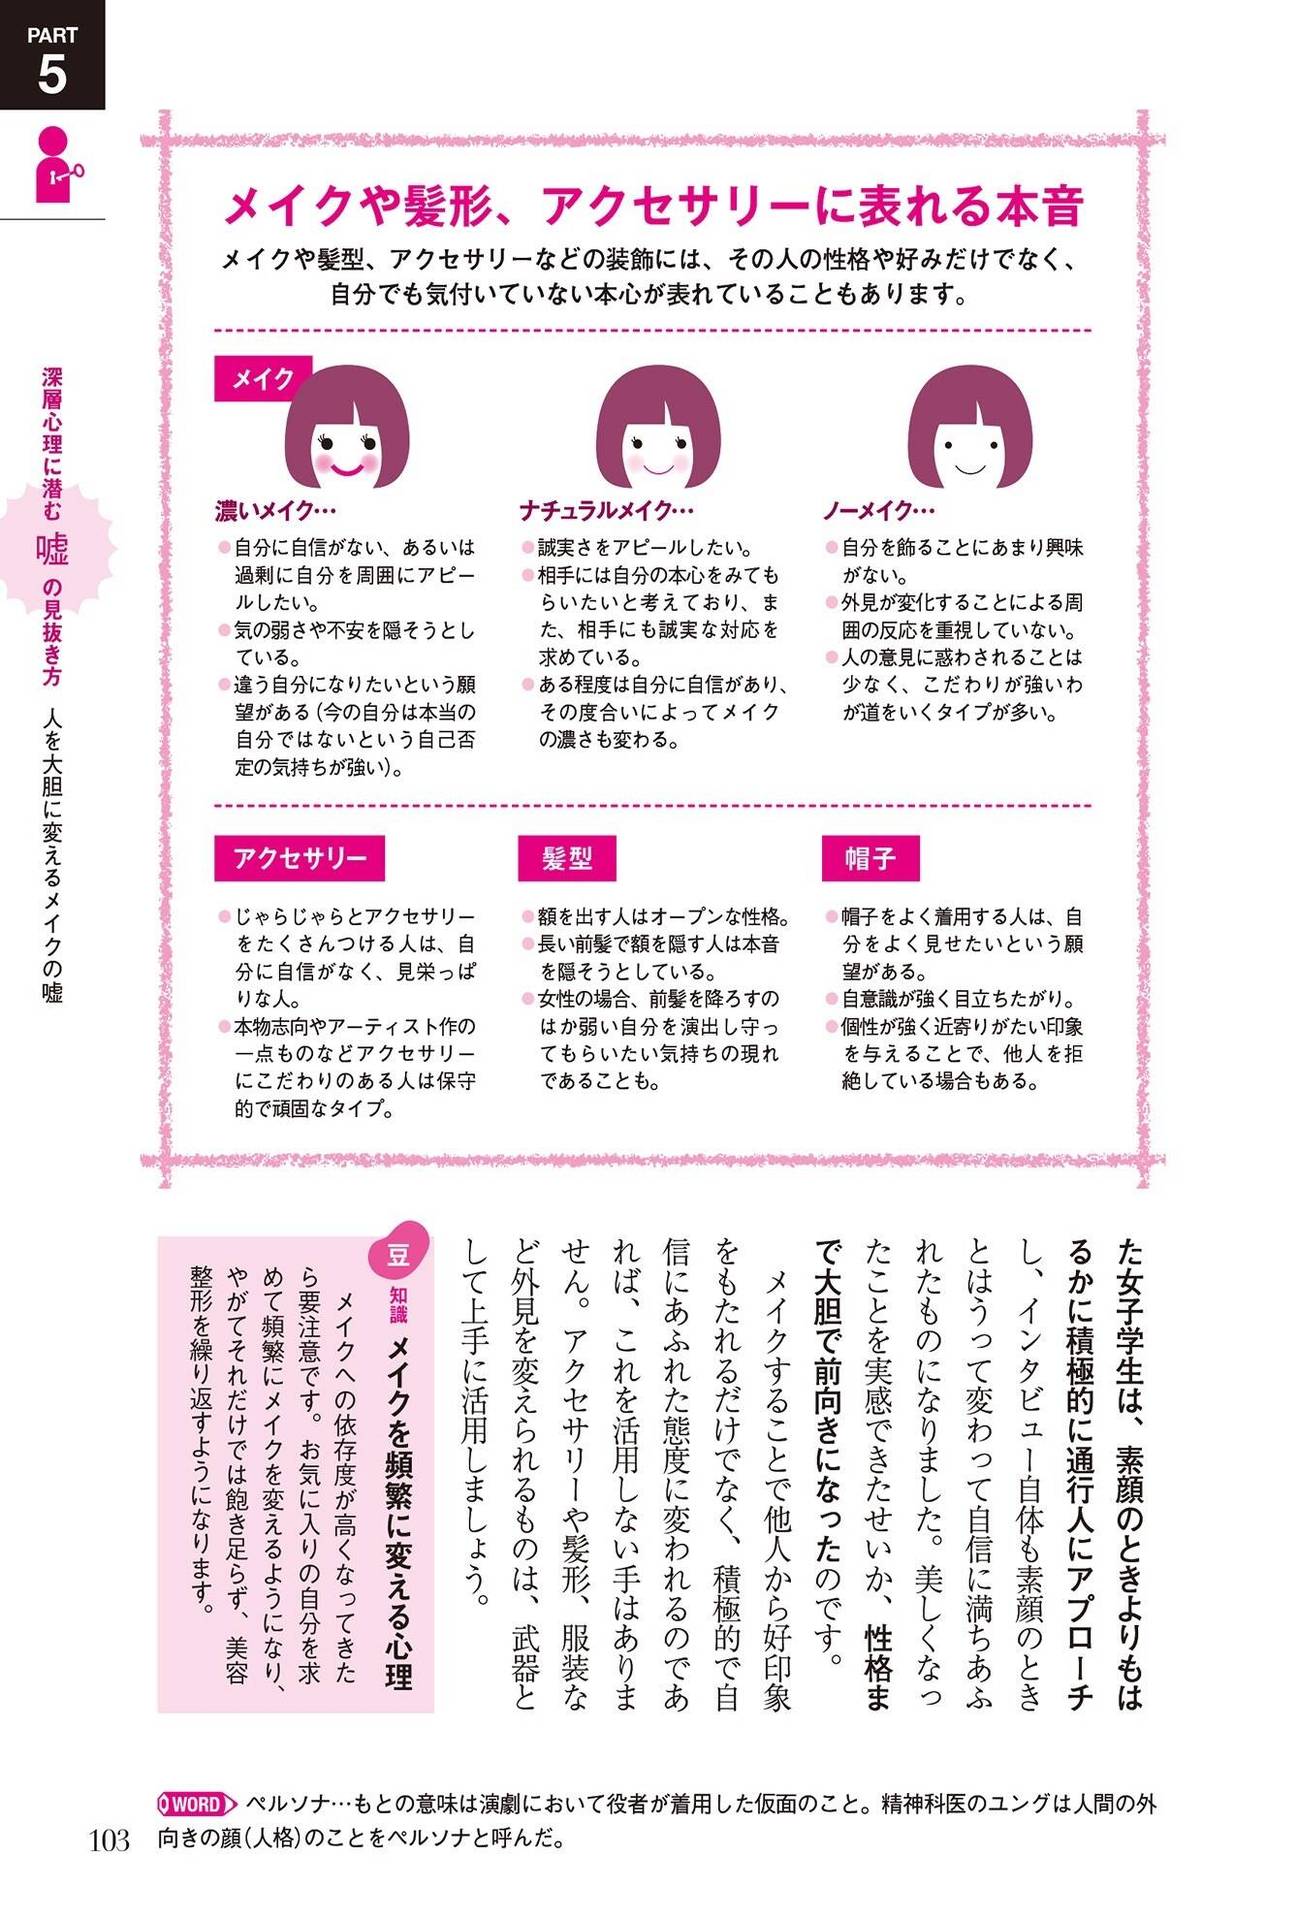 PART
5
深層心理に潜む 嘘 の見抜き方 人を大胆に変えるメイクの嘘
メイクや髪形、アクセサリーに表れる本音
メイクや髪型、アクセサリーなどの装飾には、その人の性格や好みだけでなく、
自分でも気付いていない本心が表れていることもあります。
メイク
濃いメイク…
●自分に自信がない、あるいは
過剰に自分を周囲にアピー
ルしたい。
●気の弱さや不安を隠そうとし
ている。
●違う自分になりたいという願
望がある(今の自分は本当の
自分ではないという自己否
定の気持ちが強い)。
ナチュラルメイク…
●誠実さをアピールしたい。
●相手には自分の本心をみても
らいたいと考えており、ま
た、相手にも誠実な対応を
求めている。
●ある程度は自分に自信があり、
その度合いによってメイク
の濃さも変わる。
ノーメイク…
●自分を飾ることにあまり興味
がない。
●外見が変化することによる周
囲の反応を重視していない。
●人の意見に惑わされることは
少なく、こだわりが強いわ
が道をいくタイプが多い。
アクセサリー
●じゃらじゃらとアクセサリー
をたくさんつける人は、自
分に自信がなく、見栄っぱ
りな人。
●本物志向やアーティスト作の
一点ものなどアクセサリー
にこだわりのある人は保守
的で頑固なタイプ。
髪型
●額を出す人はオープンな性格。
●長い前髪で額を隠す人は本音
を隠そうとしている。
●女性の場合、前髪を降ろすの
はか弱い自分を演出し守っ
てもらいたい気持ちの現れ
であることも。
帽子
●帽子をよく着用する人は、自
分をよく見せたいという願
望がある。
●自意識が強く目立ちたがり。
●個性が強く近寄りがたい印象
を与えることで、他人を拒
絶している場合もある。
た女子学生は、素顔のときよりもは
るかに積極的に通行人にアプローチ
し、インタビュー自体も素顔のとき
とはうって変わって自信に満ちあふ
れたものになりました。美しくなっ
たことを実感できたせいか、性格ま
で大胆で前向きになったのです。
メイクすることで他人から好印象
をもたれるだけでなく、積極的で自
信にあふれた態度に変われるのであ
れば、これを活用しない手はありま
せん。アクセサリーや髪形、服装な
ど外見を変えられるものは、武器と
して上手に活用しましょう。
豆知識 メイクを頻繁に変える心理
メイクへの依存度が高くなってきた
ら要注意です。お気に入りの自分を求
めて頻繁にメイクを変えるようになり、
やがてそれだけでは飽き足らず、美容
整形を繰り返すようになります。
WORD ペルソナ…もとの意味は演劇において役者が着用した仮面のこと。精神科医のユングは人間の外
向きの顔(人格)のことをペルソナと呼んだ。
103